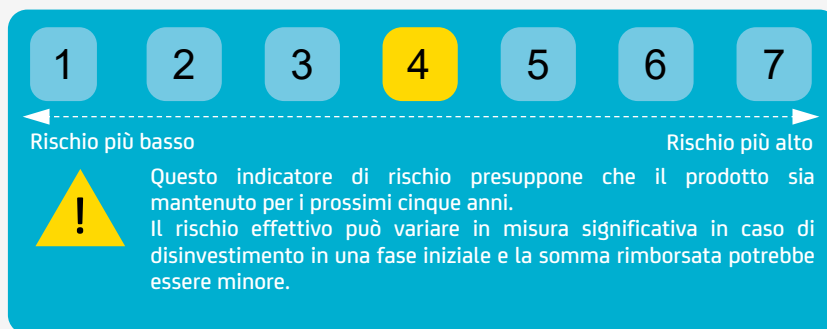 1 2 3 4 5 6 7
Rischio più basso Rischio più alto
Questo indicatore di rischio presuppone che il prodotto sia
mantenuto per i prossimi cinque anni.
Il rischio effettivo può variare in misura significativa in caso di
disinvestimento in una fase iniziale e la somma rimborsata potrebbe
essere minore.
!